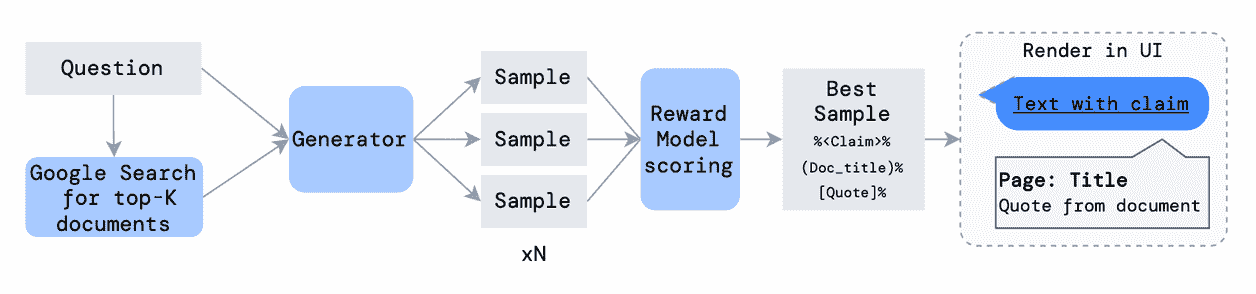 Question
Google Search
for top-K
documents
Generator
Sample
Sample
Sample
xN
Reward
Model
scoring
Best
Sample
%<Claim>%
(Doc_title)%
[Quote]%
Render in UI
Text with claim
Page: Title
Quote from document